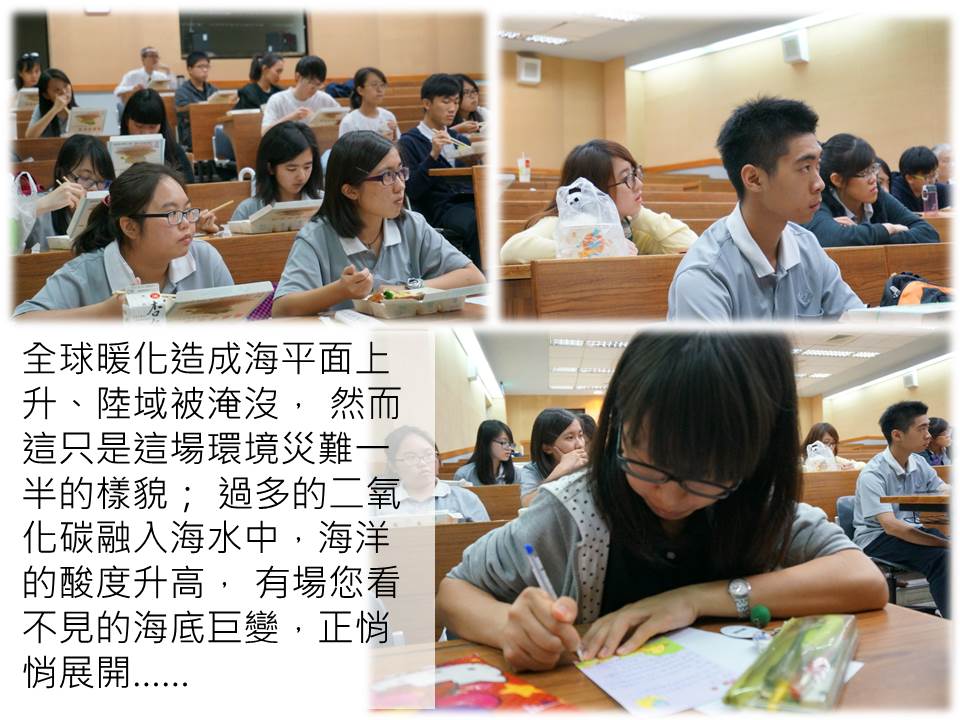 全球暖化造成海平面上
升、陸域被淹沒， 然而
這只是這場環境災難一
半的樣貌； 過多的二氧
化碳融入海水中，海洋
的酸度升高， 有場您看
不見的海底巨變，正悄
悄展開......